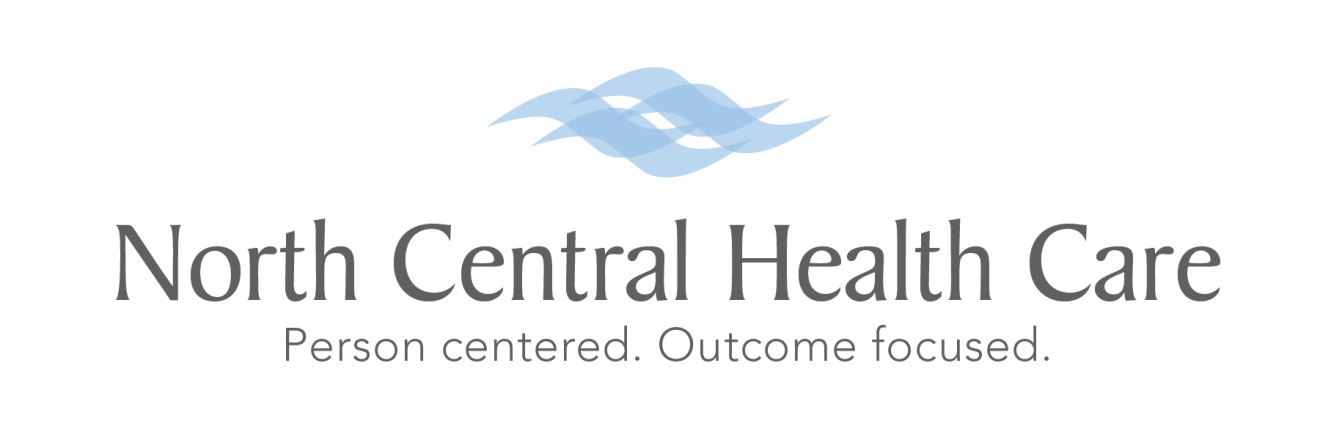 North Central Health Care
Person centered. Outcome focused.